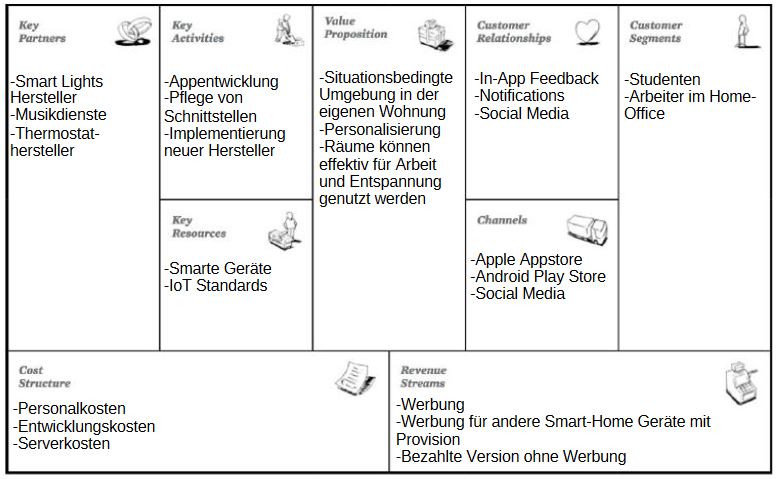 Key
Partners
-Smart Lights
Hersteller
-Musikdienste
-Thermostat-
hersteller
Key
Activities
-Appentwicklung
-Pflege von
Schnittstellen
-Implementierung
neuer Hersteller
Key
Resources
-Smarte Geräte
-IoT Standards
Value
Proposition
-Situationsbedingte
Umgebung in der
eigenen Wohnung
-Personalisierung
-Räume können
effektiv für Arbeit
und Entspannung
genutzt werden
Customer
Relationships
-In-App Feedback
-Notifications
-Social Media
Channels
-Apple Appstore
-Android Play Store
-Social Media
Customer
Segments
-Studenten
-Arbeiter im Home-
Office
Cost
Structure
-Personalkosten
-Entwicklungskosten
-Serverkosten
Revenue
Streams
-Werbung
-Werbung für andere Smart-Home Geräte mit
Provision
-Bezahlte Version ohne Werbung